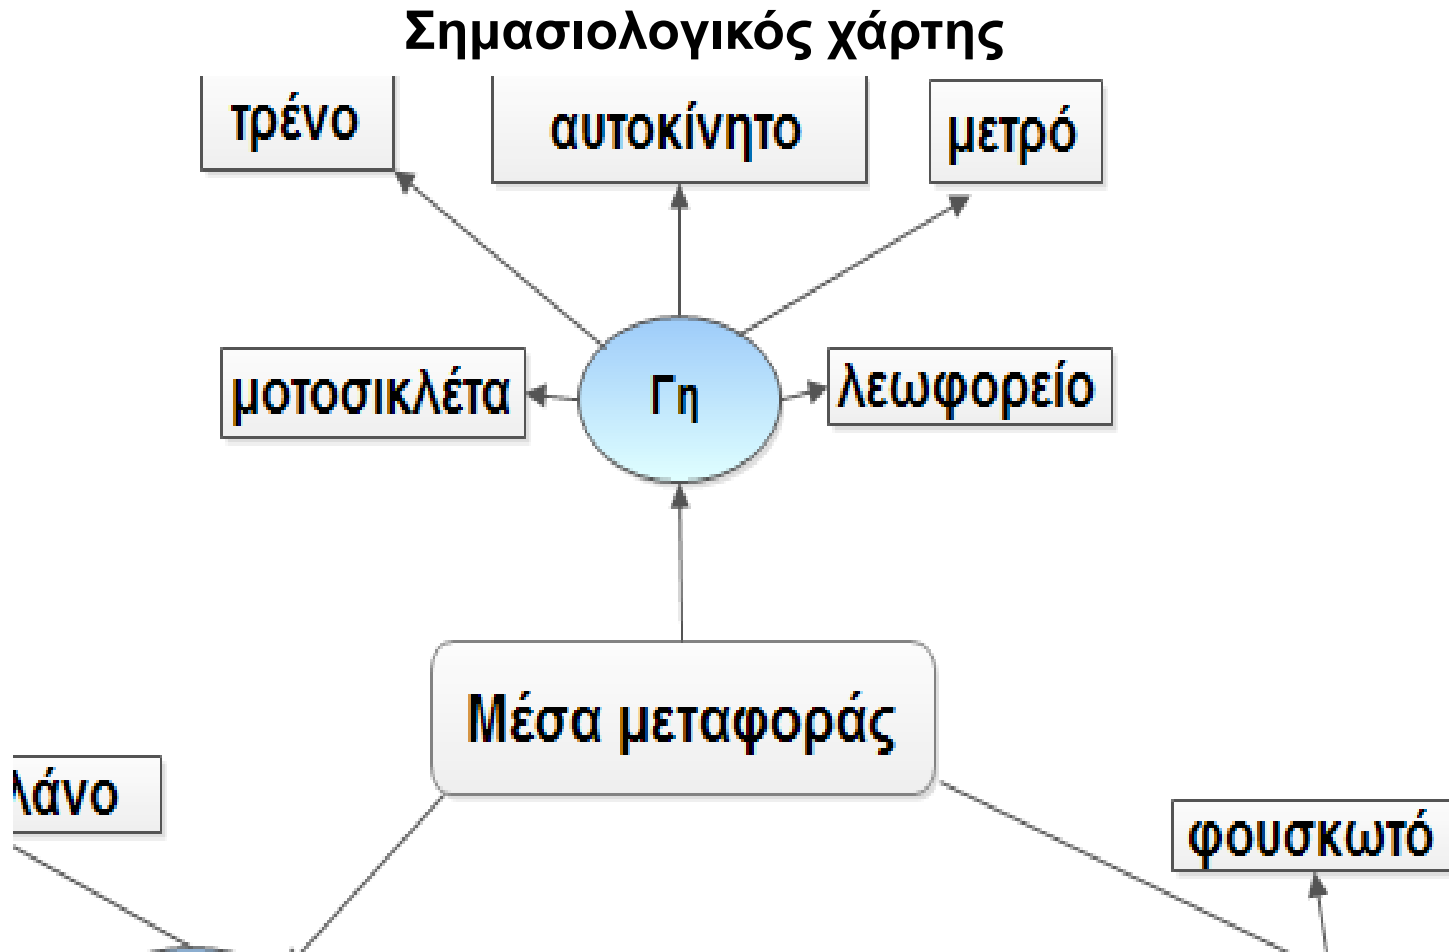 Σημασιολογικός χάρτης
τρένο
αυτοκίνητο
μετρό
μοτοσικλέτα
Γη
λεωφορείο
Μέσα μεταφοράς
φουσκωτό